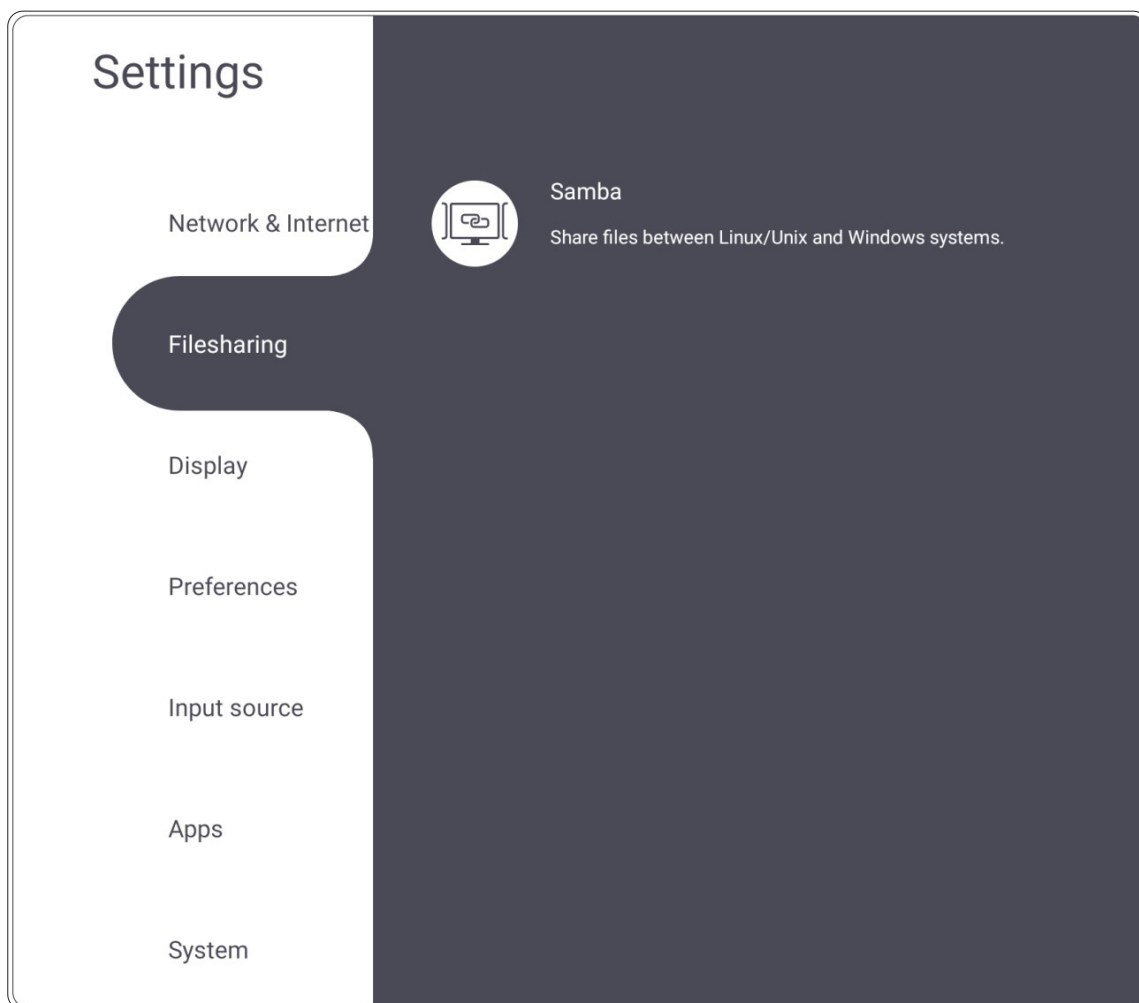 Settings
Network & Internet
Filesharing
Display
Preferences
Input source
Apps
System
Samba
Share files between Linux/Unix and Windows systems.